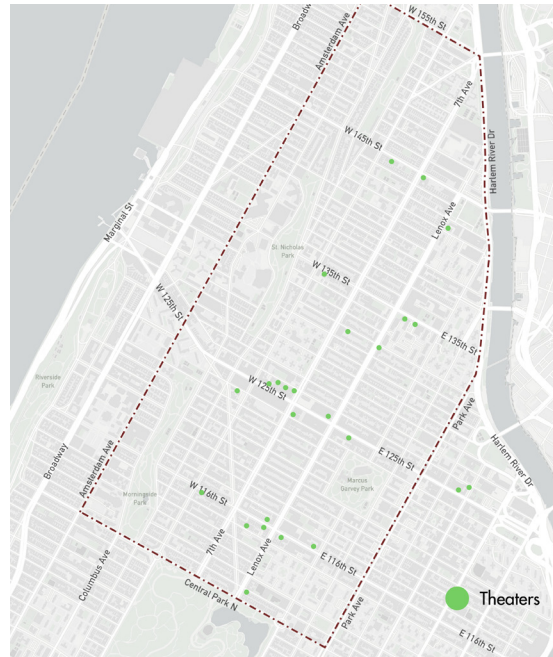 W 155th St
Broadway
Amsterdam Ave
7th Ave
W 145th St
Harlem River Dr
Lenox Ave
Marginal St
St. Nicholas
Park
W 135th St
W 125th St
E 135th St
Riverside
Park
W 125th St
Park Ave
Broadway
Amsterdam Ave
E 125th St
Harlem River Dr
Morningside
Park
W 116th St
Marcus
Garvey Park
7th Ave
Lenox Ave
E 116th St
Columbus Ave
Central Park N
Park Ave
Theaters
E 116th St